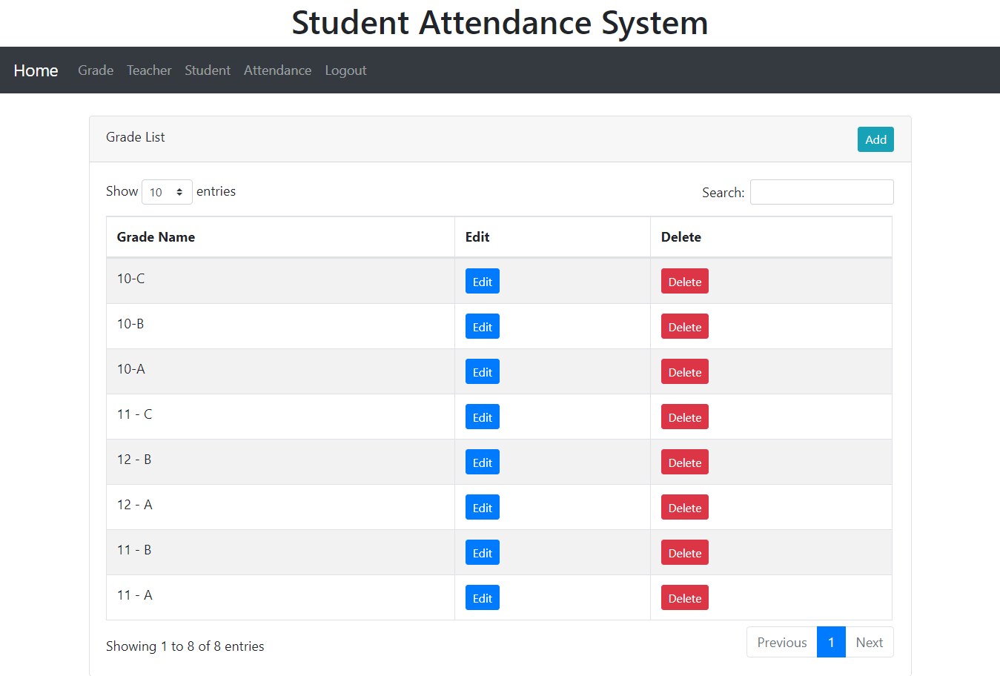 Student Attendance System
Home Grade Teacher Student Attendance Logout
Grade List Add
Show 10 entries Search:
Grade Name Edit Delete
10-C Edit Delete
10-B Edit Delete
10-A Edit Delete
11 - C Edit Delete
12 - B Edit Delete
12 - A Edit Delete
11 - B Edit Delete
11 - A Edit Delete
Showing 1 to 8 of 8 entries Previous 1 Next